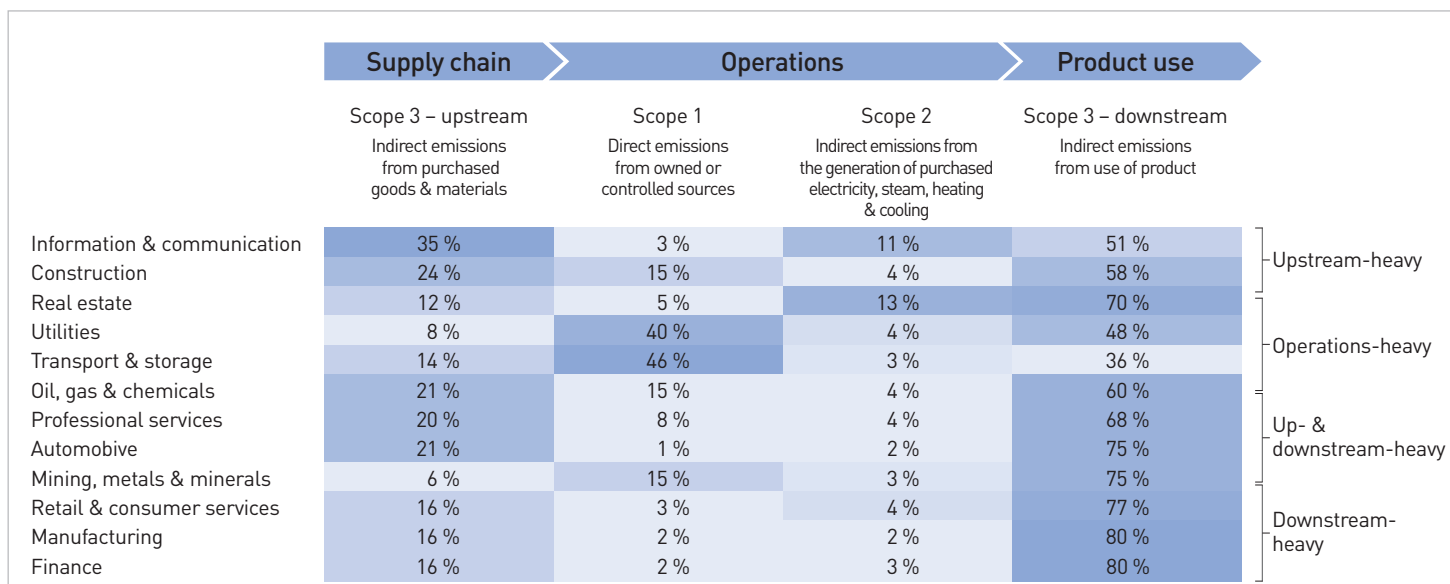 Supply chain Operations Product use
Scope 3 – upstream Scope 1 Scope 2 Scope 3 – downstream
Indirect emissions Direct emissions Indirect emissions from Indirect emissions
from purchased from owned or the generation of purchased from use of product
goods & materials controlled sources electricity, steam, heating
& cooling
Information & communication 35 % 3 % 11 % 51 %
Upstream-heavy
Construction 24 % 15 % 4 % 58 %
Real estate 12 % 5 % 13 % 70 %
Utilities 8 % 40 % 4 % 48 %
Operations-heavy
Transport & storage 14 % 46 % 3 % 36 %
Oil, gas & chemicals 21 % 15 % 4 % 60 %
Professional services 20 % 8 % 4 % 68 %
Up- &
Automobive 21 % 1 % 2 % 75 %
downstream-heavy
Mining, metals & minerals 6 % 15 % 3 % 75 %
Retail & consumer services 16 % 3 % 4 % 77 %
Downstream-
Manufacturing 16 % 2 % 2 % 80 %
heavy
Finance 16 % 2 % 3 % 80 %